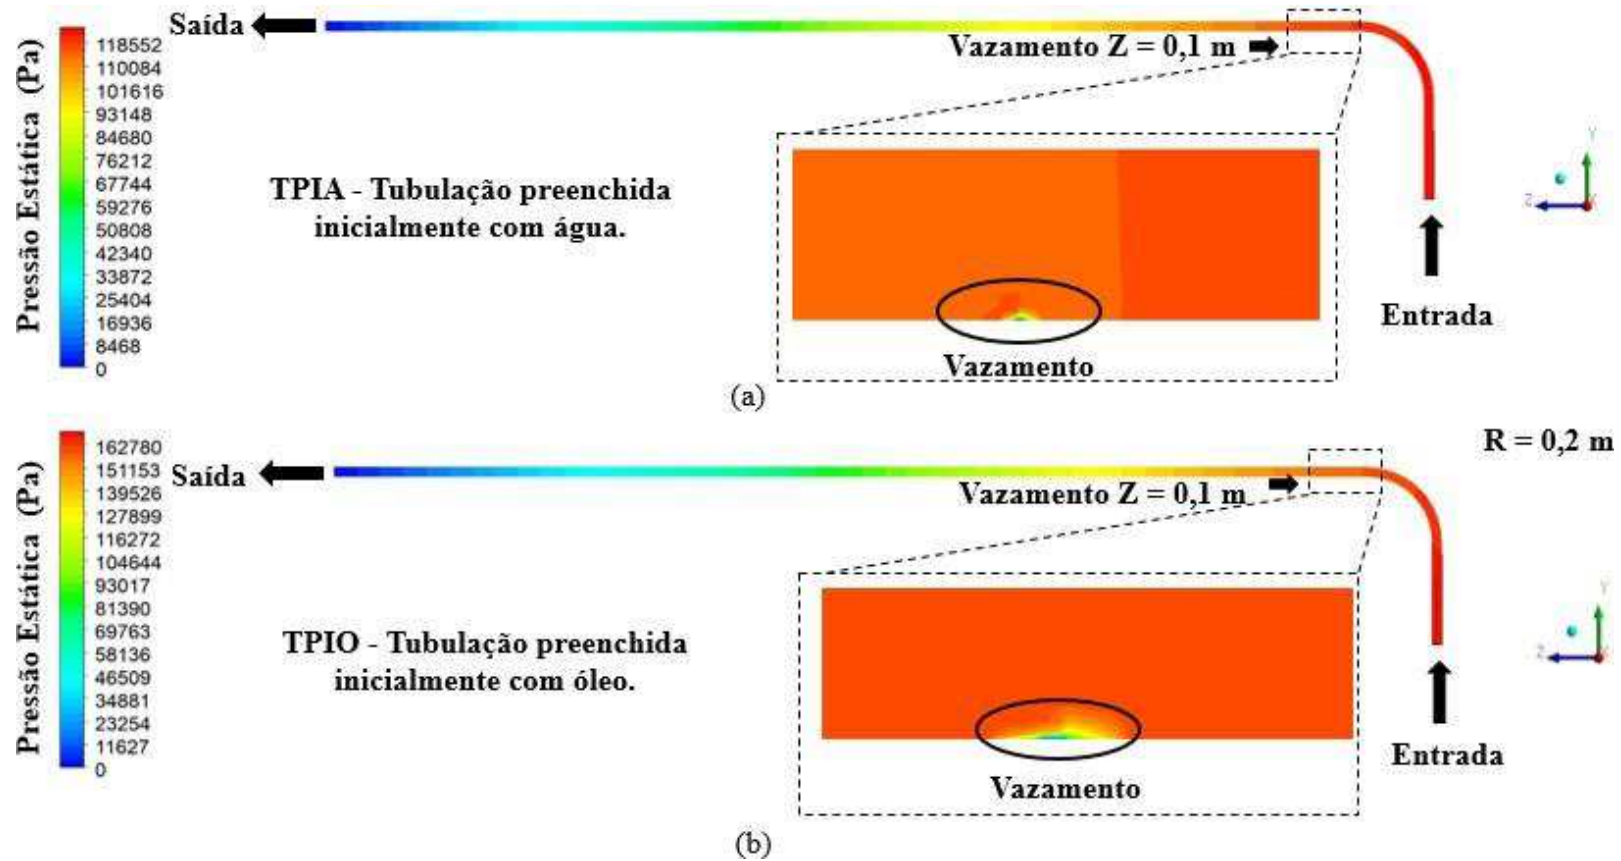 Saída
Pressão Estática (Pa)
118552
110084
101616
93148
84680
76212
67744
59276
50808
42340
33872
25404
16936
8468
0
Vazamento Z = 0,1 m
TPIA - Tubulação preenchida
inicialmente com água.
Y
Z
X
Entrada
Vazamento
(a)
R = 0,2 m
Saída
Pressão Estática (Pa)
162780
151153
139526
127899
116272
104644
93017
81390
69763
58136
46509
34881
23254
11627
0
Vazamento Z = 0,1 m
TPIO - Tubulação preenchida
inicialmente com óleo.
Y
Z
X
Entrada
Vazamento
(b)